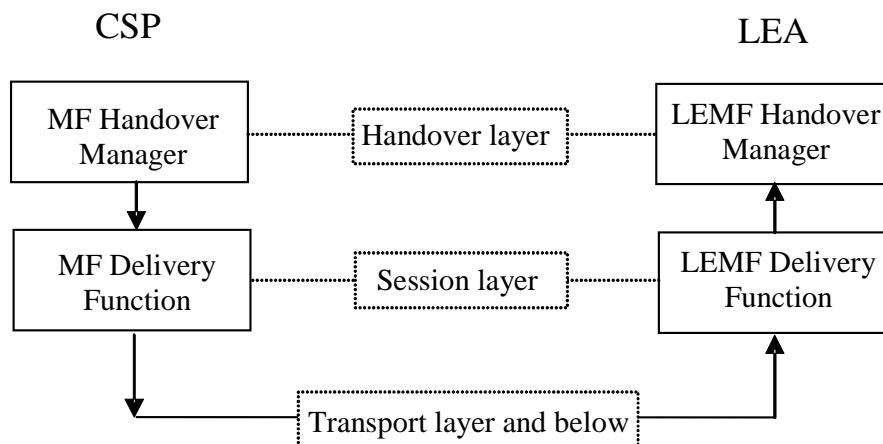 CSP
LEA
MF Handover
Manager
Handover layer
LEMF Handover
Manager
MF Delivery
Function
Session layer
LEMF Delivery
Function
Transport layer and below